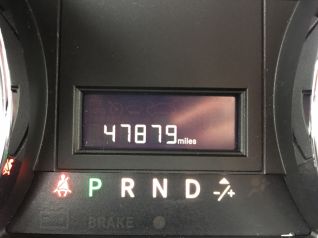 47879 miles
P R N D -/+
BRAKE